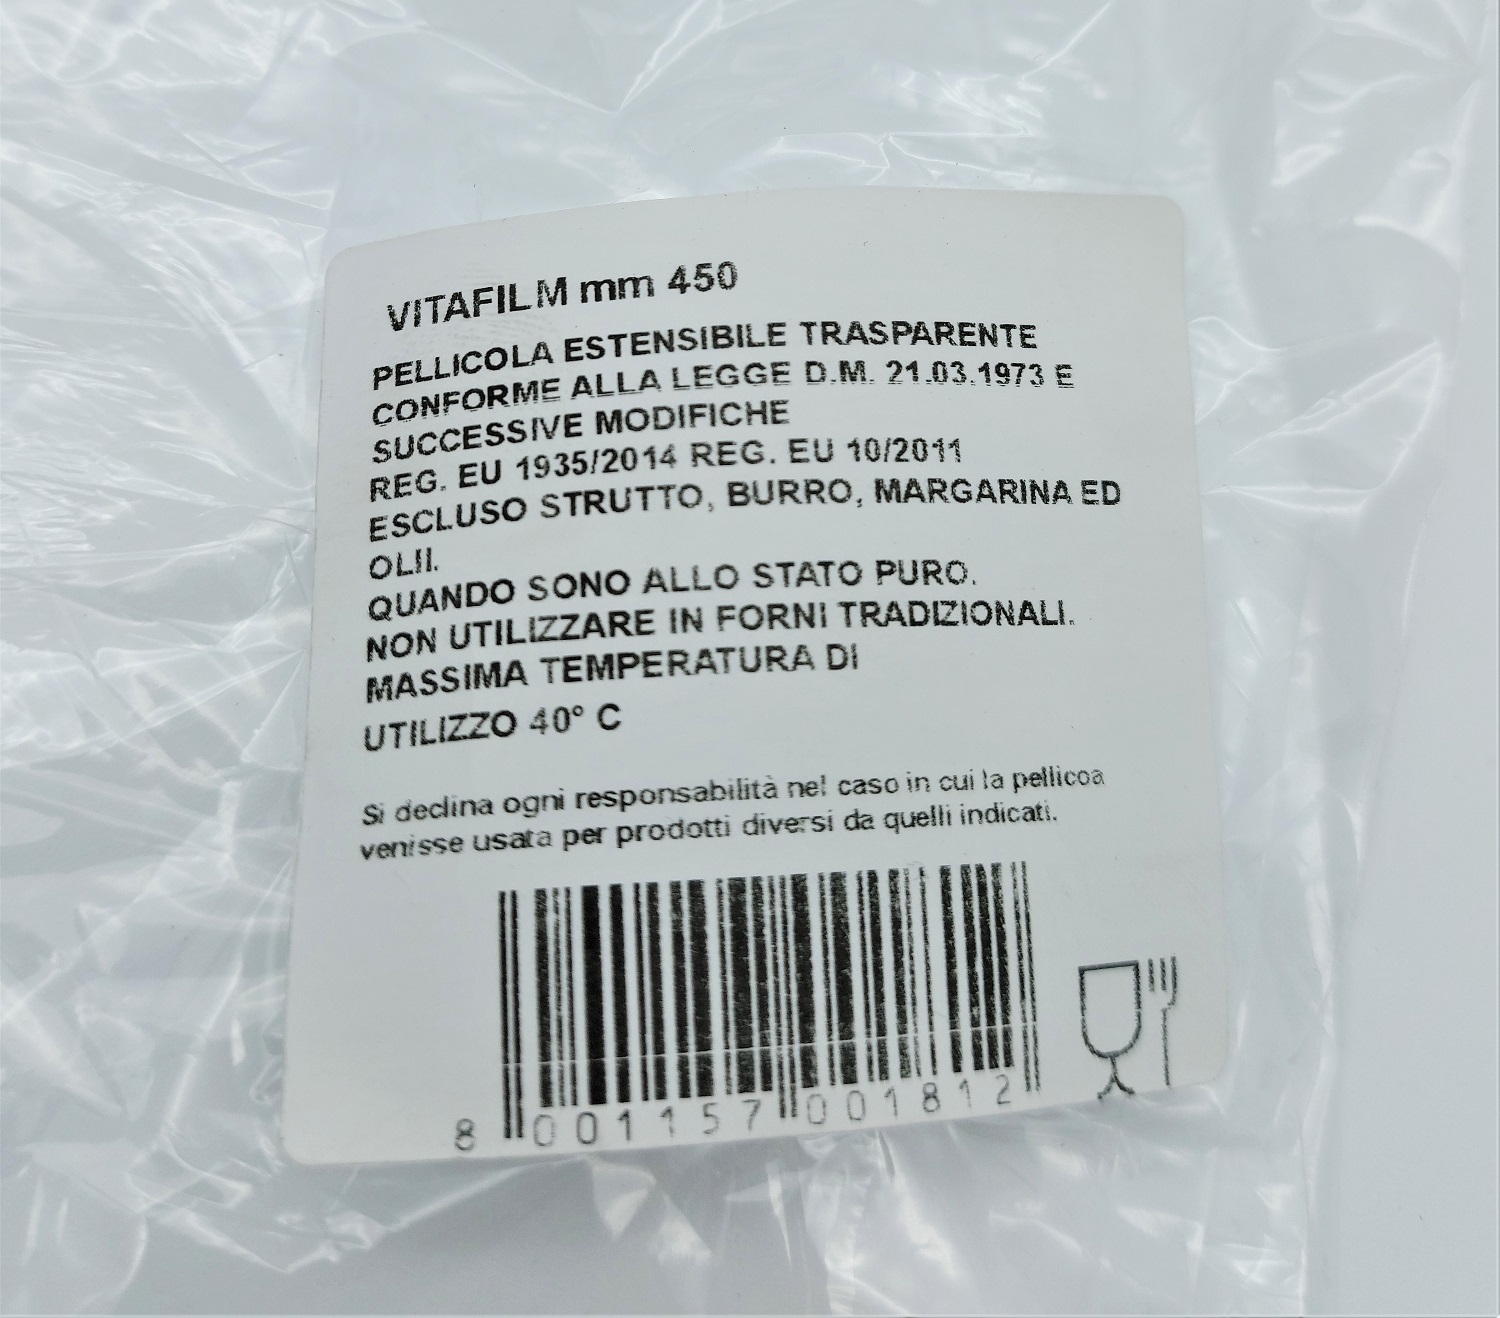 VITAFILM mm 450
PELLICOLA ESTENSIBILE TRASPARENTE
CONFORME ALLA LEGGE D.M. 21.03.1973 E
SUCCESSIVE MODIFICHE
REG. EU 1935/2014 REG. EU 10/2011
ESCLUSO STRUTTO, BURRO, MARGARINA ED
OLII.
QUANDO SONO ALLO STATO PURO.
NON UTILIZZARE IN FORNI TRADIZIONALI.
MASSIMA TEMPERATURA DI
UTILIZZO 40° C
Si declina ogni responsabilità nel caso in cui la pellicoa
venisse usata per prodotti diversi da quelli indicati.
8 001157 001812